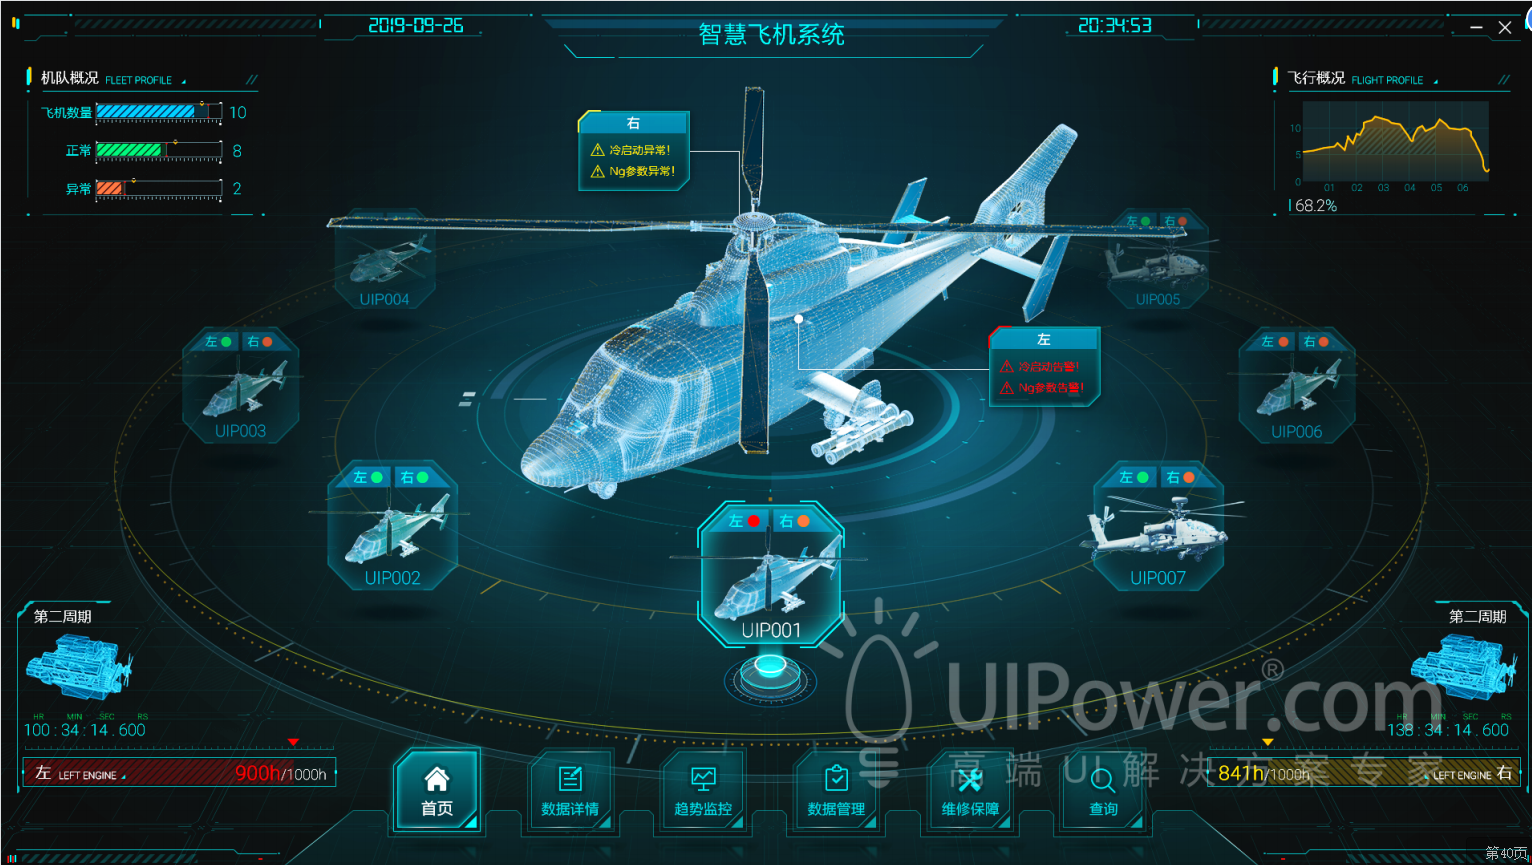 2019-09-26
智慧飞机系统
20:34:53
机队概况 FLEET PROFILE
飞机数量 10
正常 8
异常 2
飞行概况 FLIGHT PROFILE
10
5
0
01 02 03 04 05 06
68.2%
右
冷启动异常!
Ng参数异常!
左
冷启动告警!
Ng参数告警!
UIP004
左 右
UIP005
左 右
UIP003
左 右
UIP006
左 右
UIP002
左 右
UIP007
左 右
UIP001
第二周期
HR MIN SEC RS
100 : 34 : 14 . 600
左 LEFT ENGINE 900h/1000h
第二周期
HR MIN SEC RS
138 : 34 : 14 . 600
841h/1000h LEFT ENGINE 右
UIPower.com®
高端UI解决方案专家
首页
数据详情
趋势监控
数据管理
维修保障
查询
第40页